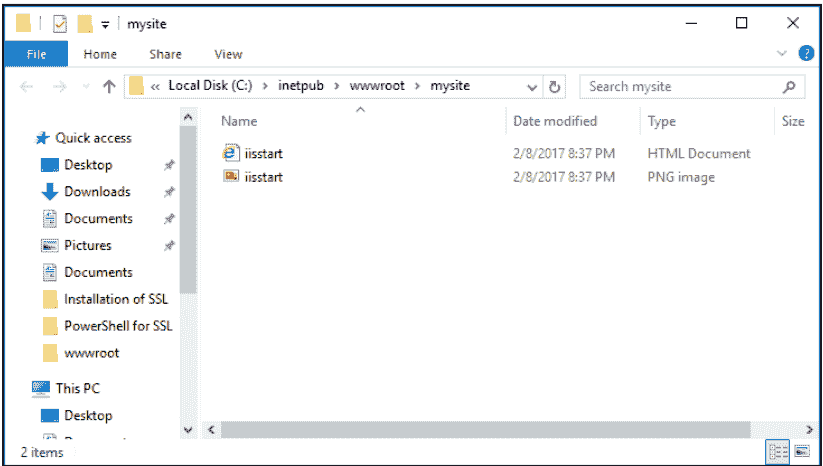 mysite
File Home Share View
« Local Disk (C:) > inetpub > wwwroot > mysite
Search mysite
Name Date modified Type Size
iisstart 2/8/2017 8:37 PM HTML Document
iisstart 2/8/2017 8:37 PM PNG image
Quick access
Desktop
Downloads
Documents
Pictures
Documents
Installation of SSL
PowerShell for SSL
wwwroot
This PC
Desktop
2 items